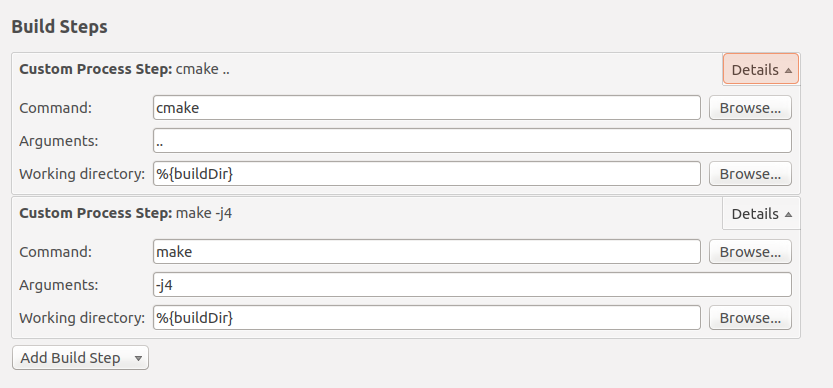 Build Steps
Custom Process Step: cmake .. Details
Command: cmake Browse...
Arguments: ..
Working directory: %{buildDir} Browse...
Custom Process Step: make -j4 Details
Command: make Browse...
Arguments: -j4
Working directory: %{buildDir} Browse...
Add Build Step